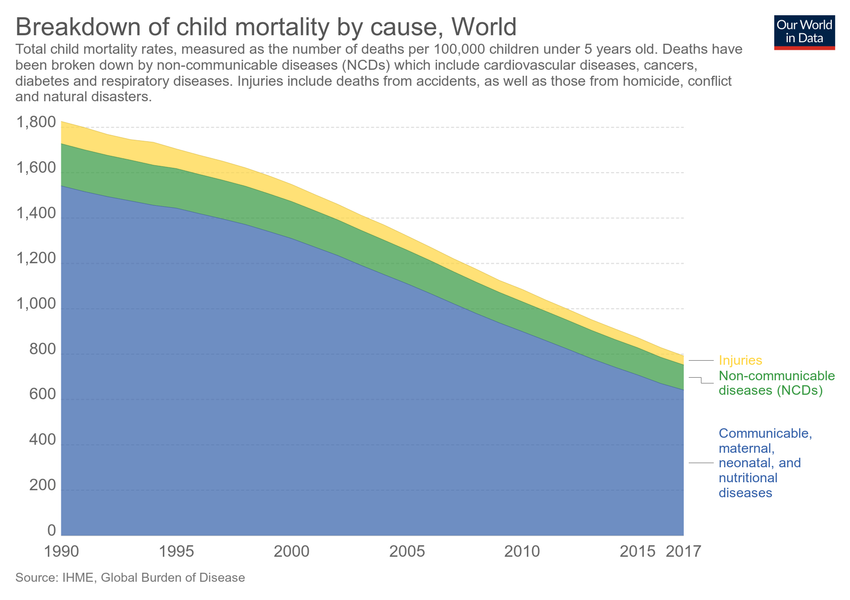 Breakdown of child mortality by cause, World
Our World
in Data
Total child mortality rates, measured as the number of deaths per 100,000 children under 5 years old. Deaths have
been broken down by non-communicable diseases (NCDs) which include cardiovascular diseases, cancers,
diabetes and respiratory diseases. Injuries include deaths from accidents, as well as those from homicide, conflict
and natural disasters.
1,800
1,600
1,400
1,200
1,000
800
600
400
200
0
Injuries
Non-communicable
diseases (NCDs)
Communicable,
maternal,
neonatal, and
nutritional
diseases
1990 1995 2000 2005 2010 2015 2017
Source: IHME, Global Burden of Disease